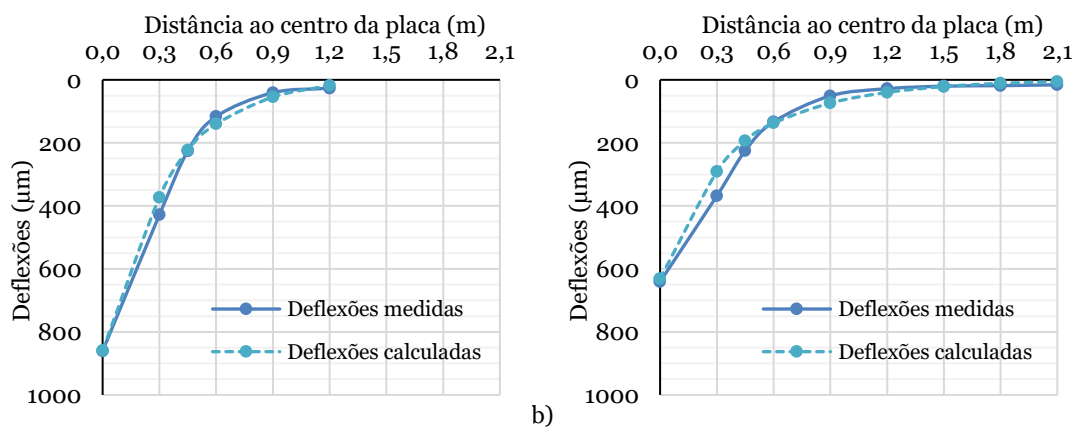 Distância ao centro da placa (m)
0,0 0,3 0,6 0,9 1,2 1,5 1,8 2,1
0
200
400
600
800
1000
Deflexões (µm)
Deflexões medidas
Deflexões calculadas
b)
Distância ao centro da placa (m)
0,0 0,3 0,6 0,9 1,2 1,5 1,8 2,1
0
200
400
600
800
1000
Deflexões (µm)
Deflexões medidas
Deflexões calculadas